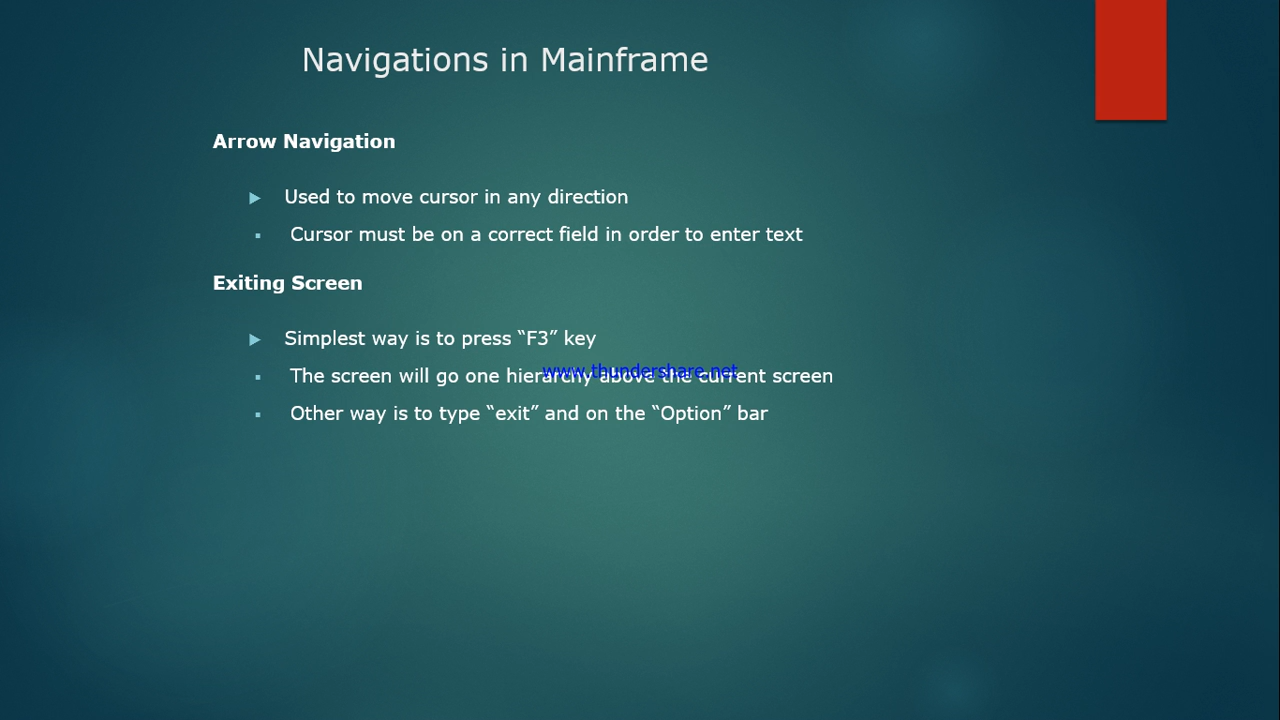 Navigations in Mainframe
Arrow Navigation
Used to move cursor in any direction
Cursor must be on a correct field in order to enter text
Exiting Screen
Simplest way is to press “F3” key
www.thundershare.net
The screen will go one hierarchy above the current screen
Other way is to type “exit” and on the “Option” bar